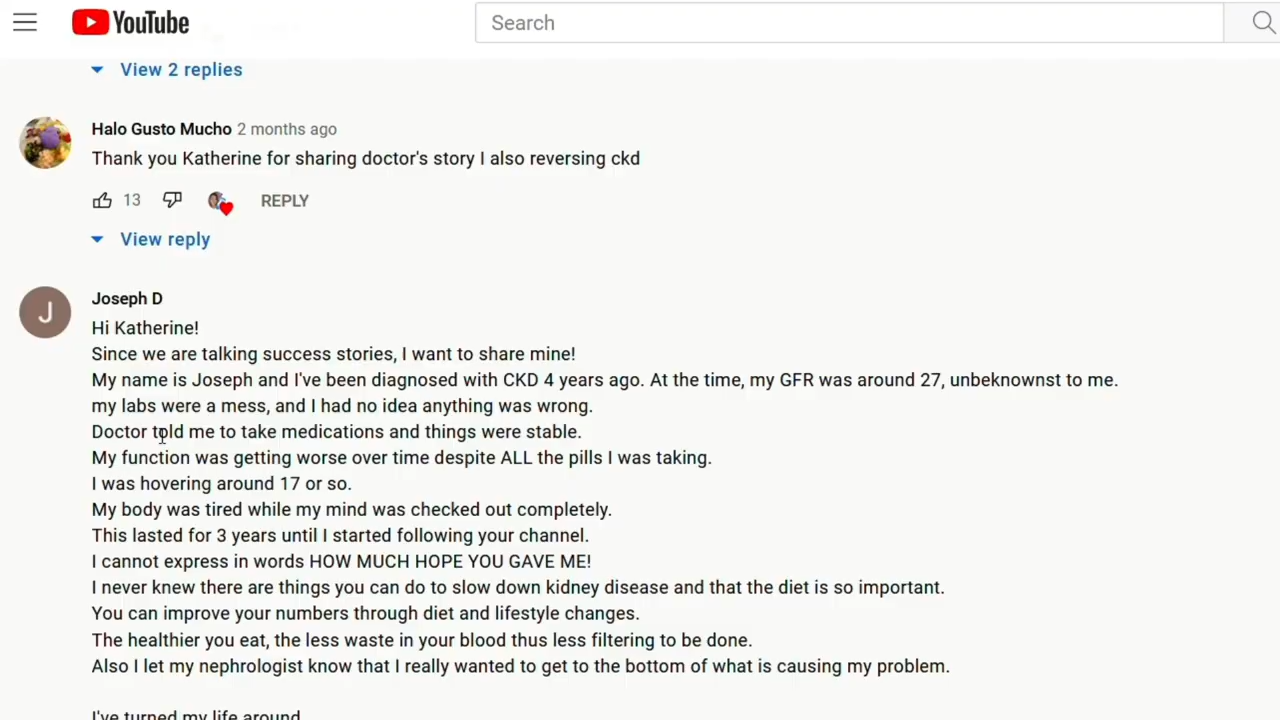 YouTube
Search
View 2 replies
Halo Gusto Mucho 2 months ago
Thank you Katherine for sharing doctor's story I also reversing ckd
13 REPLY
View reply
J
Joseph D
Hi Katherine!
Since we are talking success stories, I want to share mine!
My name is Joseph and I've been diagnosed with CKD 4 years ago. At the time, my GFR was around 27, unbeknownst to me.
my labs were a mess, and I had no idea anything was wrong.
Doctor told me to take medications and things were stable.
My function was getting worse over time despite ALL the pills I was taking.
I was hovering around 17 or so.
My body was tired while my mind was checked out completely.
This lasted for 3 years until I started following your channel.
I cannot express in words HOW MUCH HOPE YOU GAVE ME!
I never knew there are things you can do to slow down kidney disease and that the diet is so important.
You can improve your numbers through diet and lifestyle changes.
The healthier you eat, the less waste in your blood thus less filtering to be done.
Also I let my nephrologist know that I really wanted to get to the bottom of what is causing my problem.
I've turned my life around